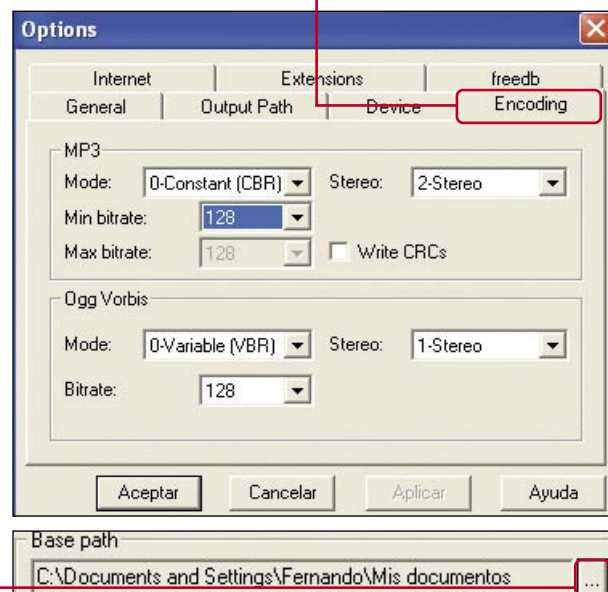 Options
Internet Extensions freedb
General Output Path Device Encoding
MP3
Mode: 0-Constant (CBR) Stereo: 2-Stereo
Min bitrate: 128
Max bitrate: 128 Write CRCs
Ogg Vorbis
Mode: 0-Variable (VBR) Stereo: 1-Stereo
Bitrate: 128
Aceptar Cancelar Aplicar Ayuda
Base path
C:\Documents and Settings\Fernando\Mis documentos ...